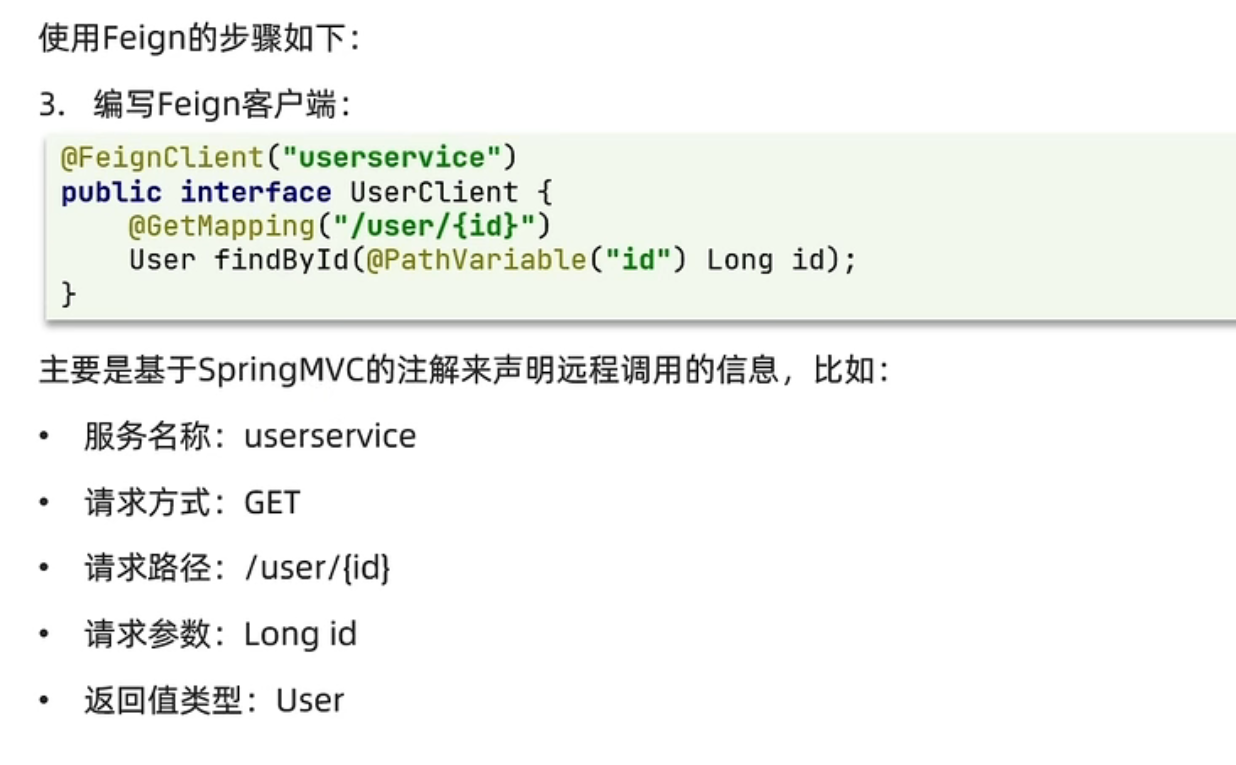 使用Feign的步骤如下：
3. 编写Feign客户端：
@FeignClient("userservice")
public interface UserClient {
    @GetMapping("/user/{id}")
    User findById(@PathVariable("id") Long id);
}
主要是基于SpringMVC的注解来声明远程调用的信息，比如：
• 服务名称：userservice
• 请求方式：GET
• 请求路径：/user/{id}
• 请求参数：Long id
• 返回值类型：User